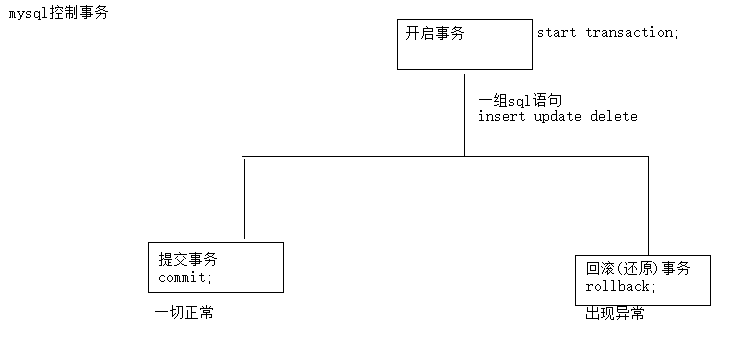 mysql控制事务
开启事务
start transaction;
一组sql语句
insert update delete
提交事务
commit;
一切正常
回滚(还原)事务
rollback;
出现异常